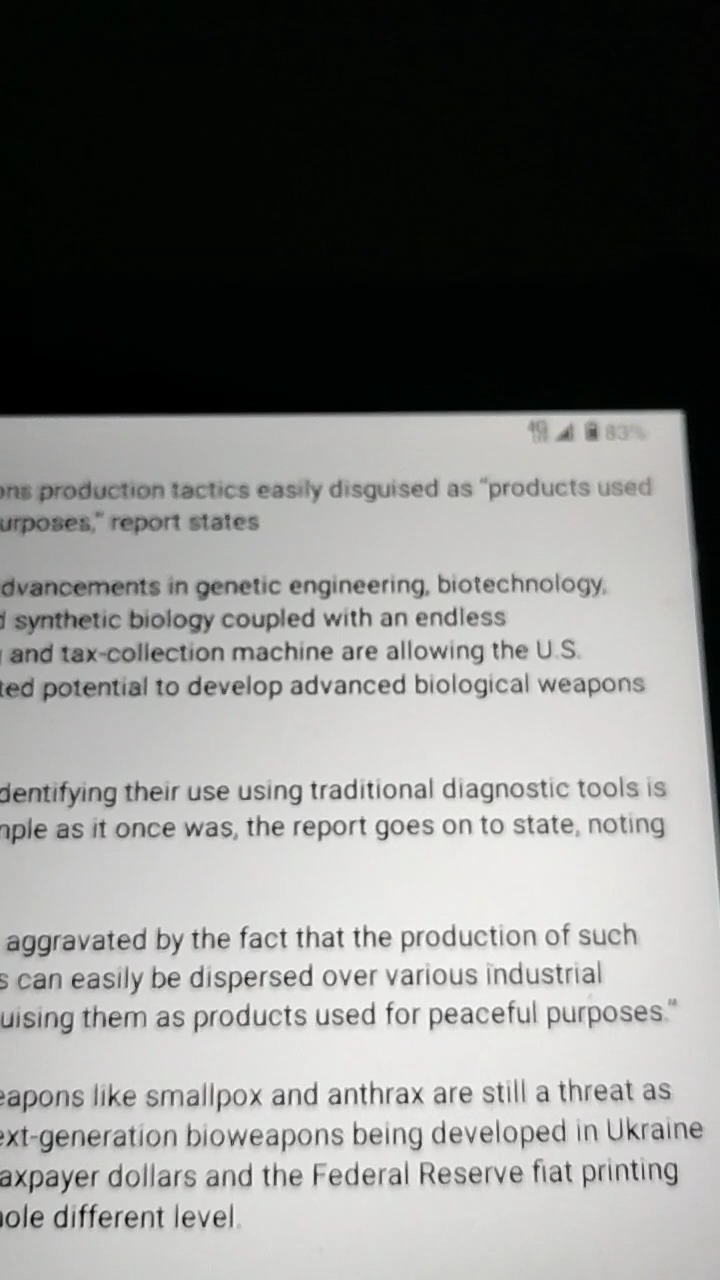 83%
ons production tactics easily disguised as “products used
urposes,” report states
dvancements in genetic engineering, biotechnology,
d synthetic biology coupled with an endless
and tax-collection machine are allowing the U.S.
ted potential to develop advanced biological weapons
dentifying their use using traditional diagnostic tools is
mple as it once was, the report goes on to state, noting
aggravated by the fact that the production of such
s can easily be dispersed over various industrial
uising them as products used for peaceful purposes.”
eapons like smallpox and anthrax are still a threat as
ext-generation bioweapons being developed in Ukraine
axpayer dollars and the Federal Reserve fiat printing
hole different level.